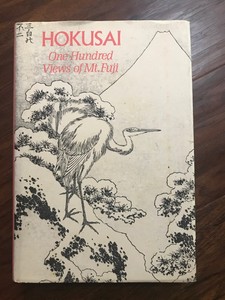 HOKUSAI
One Hundred
Views of Mt. Fuji